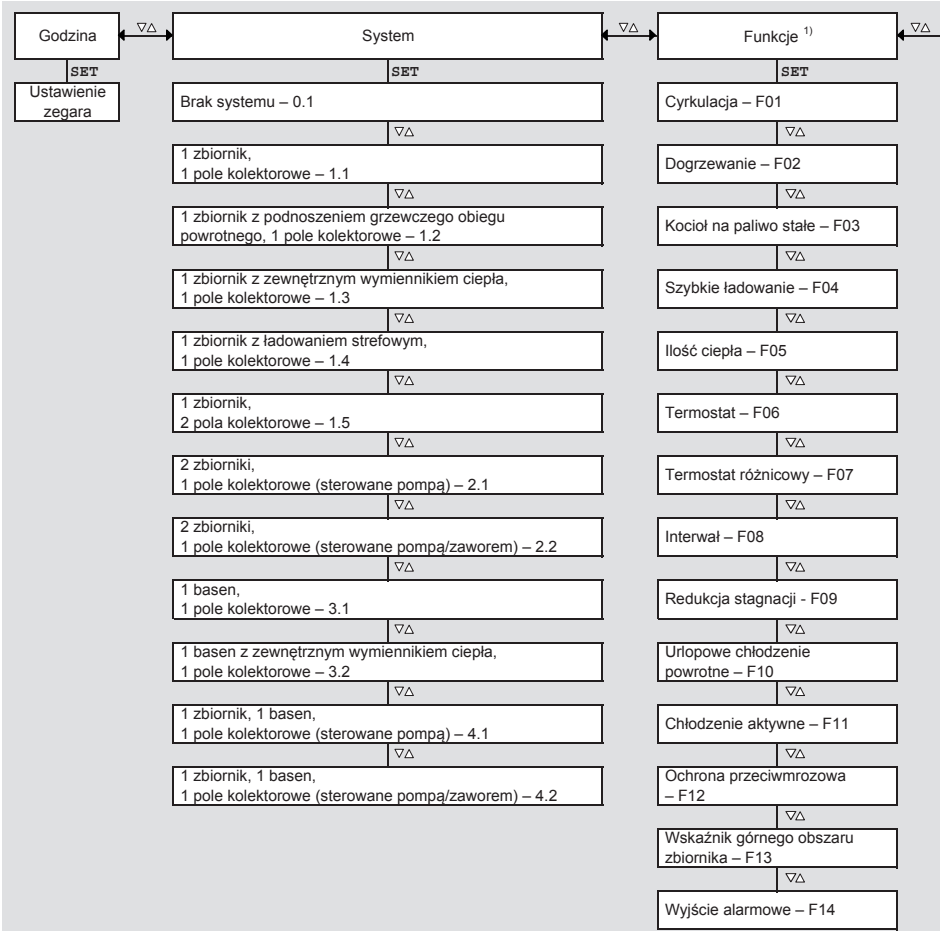 Godzina
▽△
System
▽△
Funkcje 1)
▽△
SET
Ustawienie
zegara
SET
Brak systemu – 0.1
▽△
1 zbiornik,
1 pole kolektorowe – 1.1
▽△
1 zbiornik z podnoszeniem grzewczego obiegu
powrotnego, 1 pole kolektorowe – 1.2
▽△
1 zbiornik z zewnętrznym wymiennikiem ciepła,
1 pole kolektorowe – 1.3
▽△
1 zbiornik z ładowaniem strefowym,
1 pole kolektorowe – 1.4
▽△
1 zbiornik,
2 pola kolektorowe – 1.5
▽△
2 zbiorniki,
1 pole kolektorowe (sterowane pompą) – 2.1
▽△
2 zbiorniki,
1 pole kolektorowe (sterowane pompą/zaworem) – 2.2
▽△
1 basen,
1 pole kolektorowe – 3.1
▽△
1 basen z zewnętrznym wymiennikiem ciepła,
1 pole kolektorowe – 3.2
▽△
1 zbiornik, 1 basen,
1 pole kolektorowe (sterowane pompą) – 4.1
▽△
1 zbiornik, 1 basen,
1 pole kolektorowe (sterowane pompą/zaworem) – 4.2
SET
Cyrkulacja – F01
▽△
Dogrzewanie – F02
▽△
Kocioł na paliwo stałe – F03
▽△
Szybkie ładowanie – F04
▽△
Ilość ciepła – F05
▽△
Termostat – F06
▽△
Termostat różnicowy – F07
▽△
Interwał – F08
▽△
Redukcja stagnacji - F09
▽△
Urlopowe chłodzenie
powrotne – F10
▽△
Chłodzenie aktywne – F11
▽△
Ochrona przeciwmrozowa
– F12
▽△
Wskaźnik górnego obszaru
zbiornika – F13
▽△
Wyjście alarmowe – F14